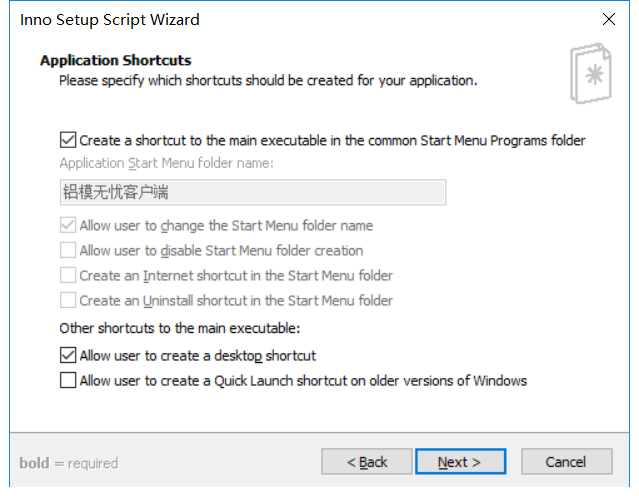 Inno Setup Script Wizard
Application Shortcuts
Please specify which shortcuts should be created for your application.
Create a shortcut to the main executable in the common Start Menu Programs folder
Application Start Menu folder name:
铝模无忧客户端
Allow user to change the Start Menu folder name
Allow user to disable Start Menu folder creation
Create an Internet shortcut in the Start Menu folder
Create an Uninstall shortcut in the Start Menu folder
Other shortcuts to the main executable:
Allow user to create a desktop shortcut
Allow user to create a Quick Launch shortcut on older versions of Windows
bold = required
< Back
Next >
Cancel